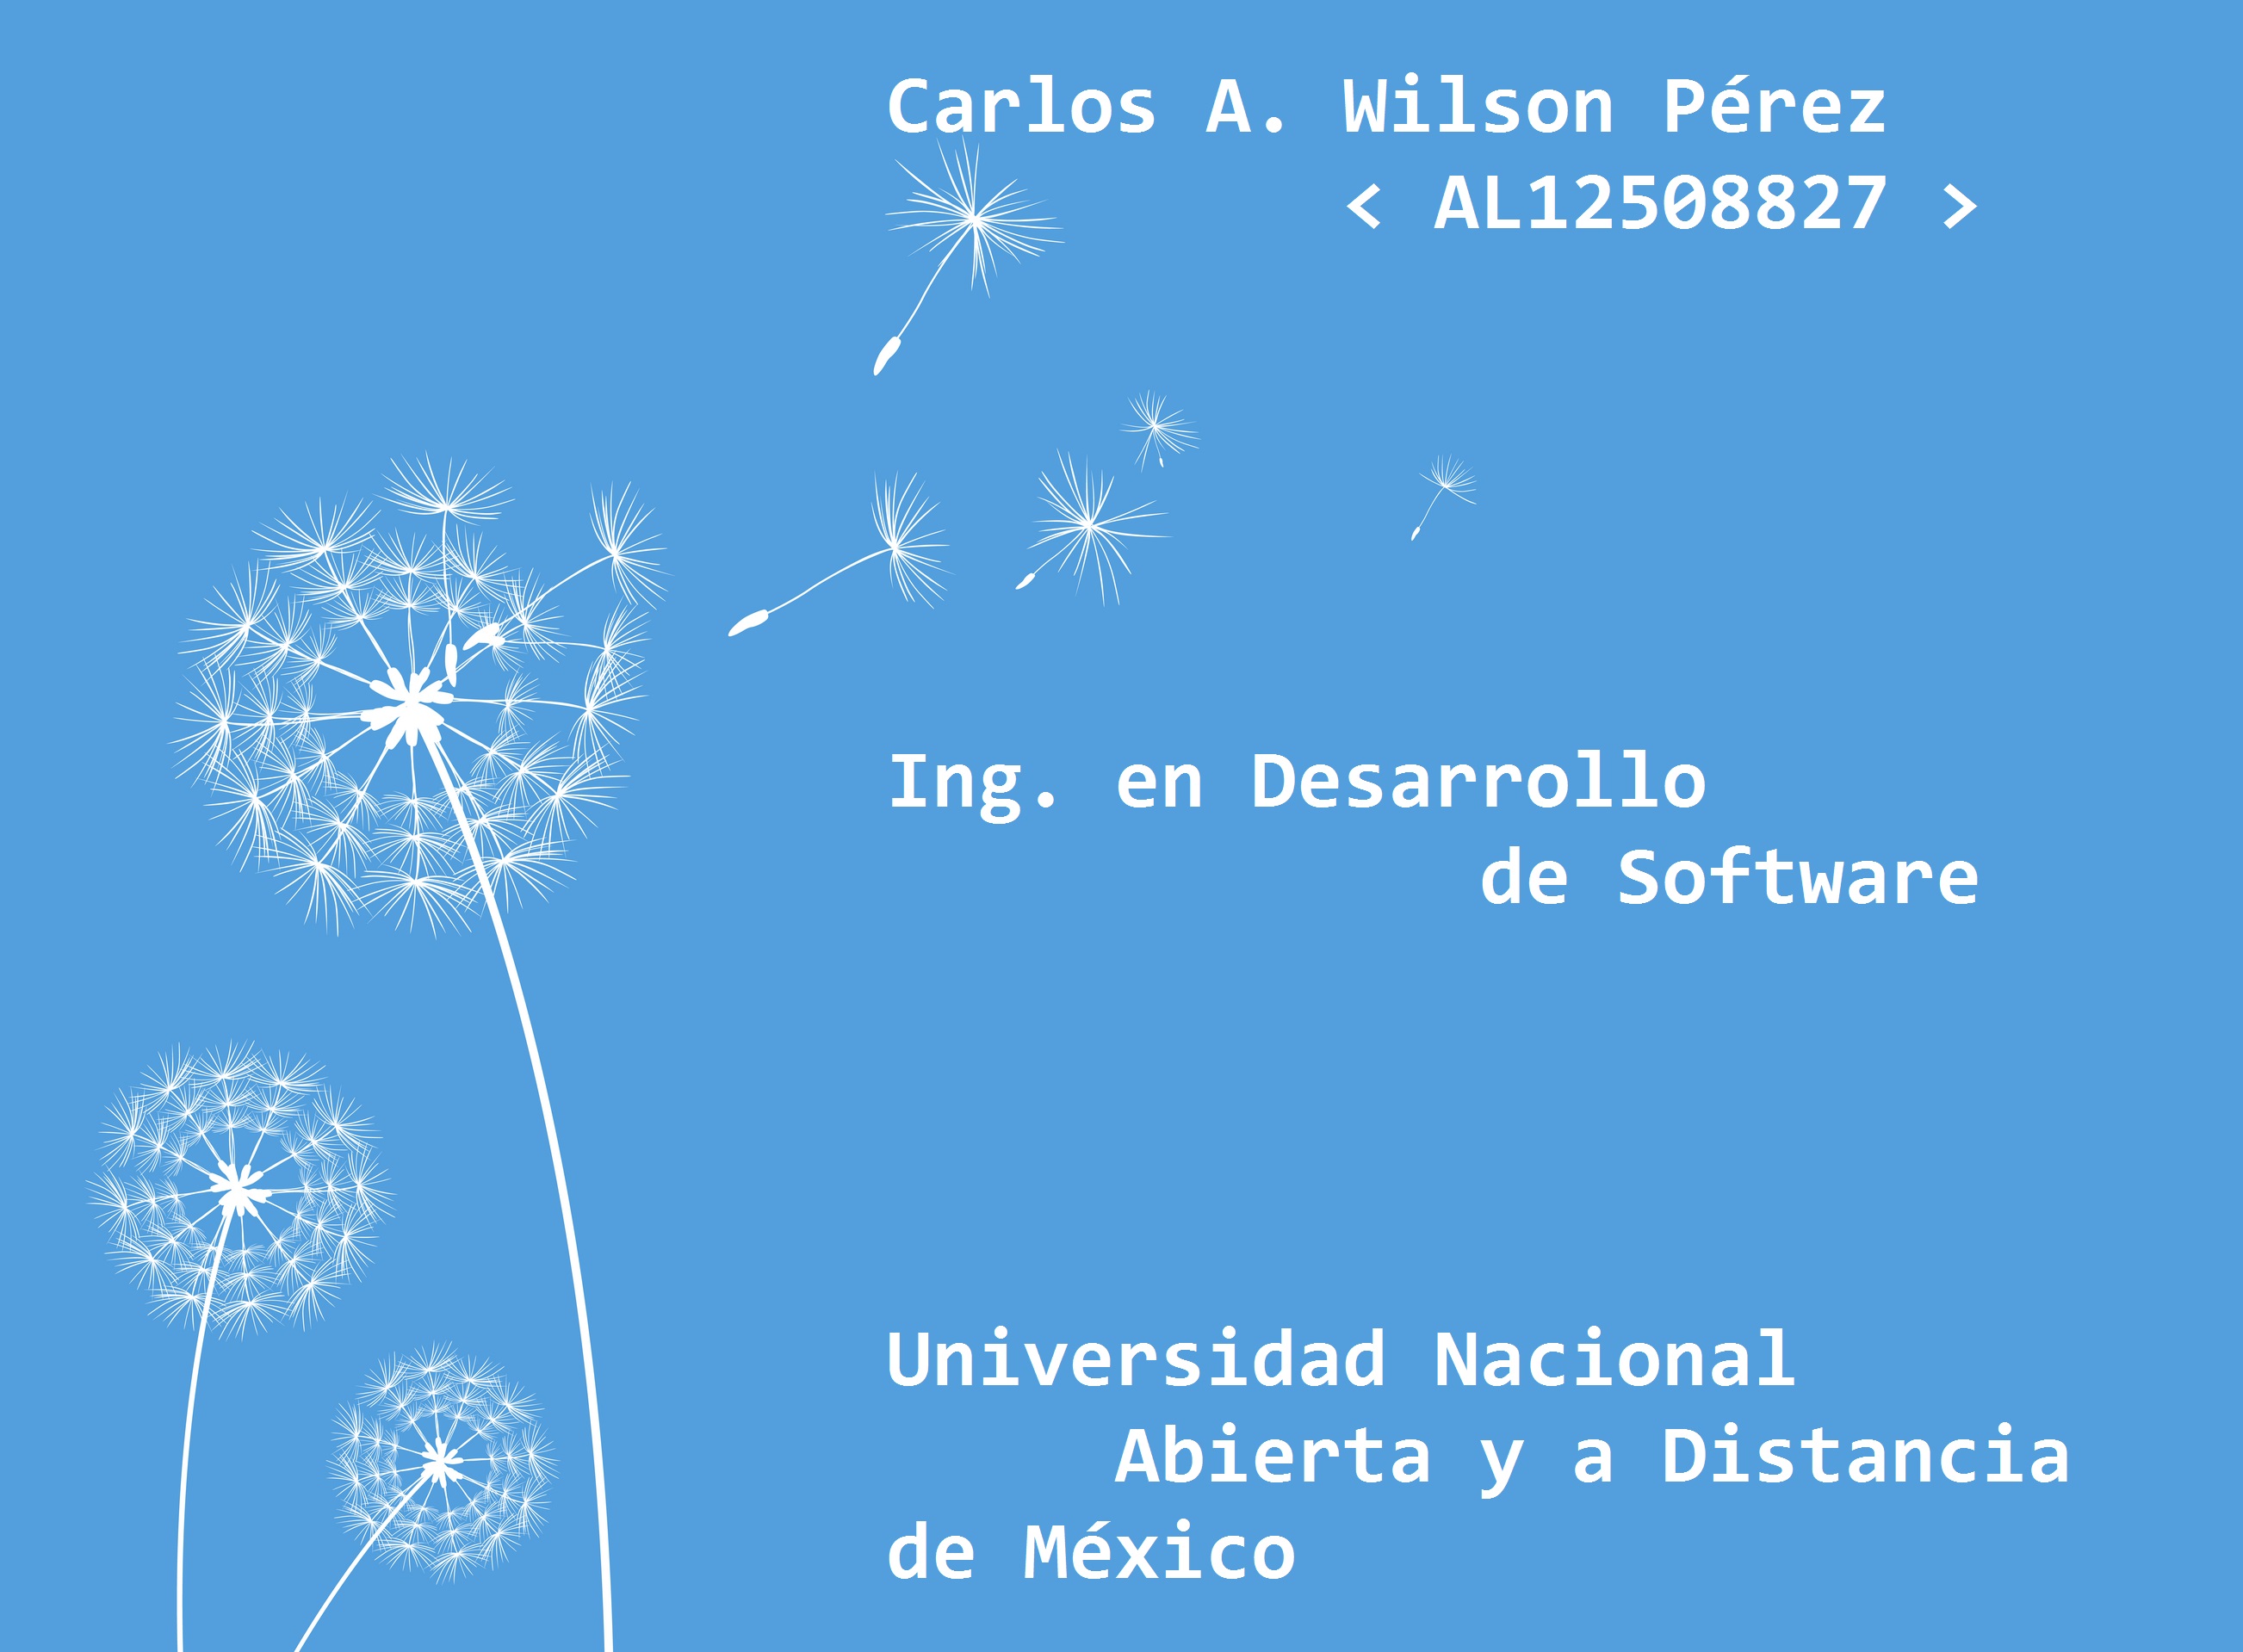 Carlos A. Wilson Pérez
< AL12508827 >
Ing. en Desarrollo
de Software
Universidad Nacional
Abierta y a Distancia
de México